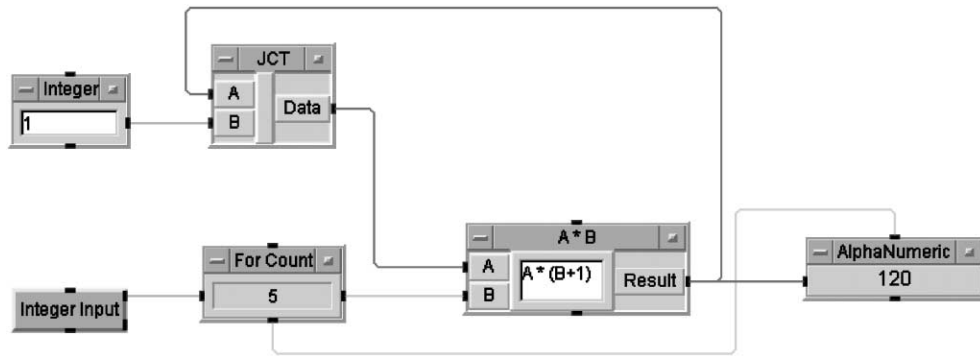 JCT
A
B
Data
Integer
1
A * B
A
B
A * (B+1)
Result
For Count
5
Integer Input
AlphaNumeric
120